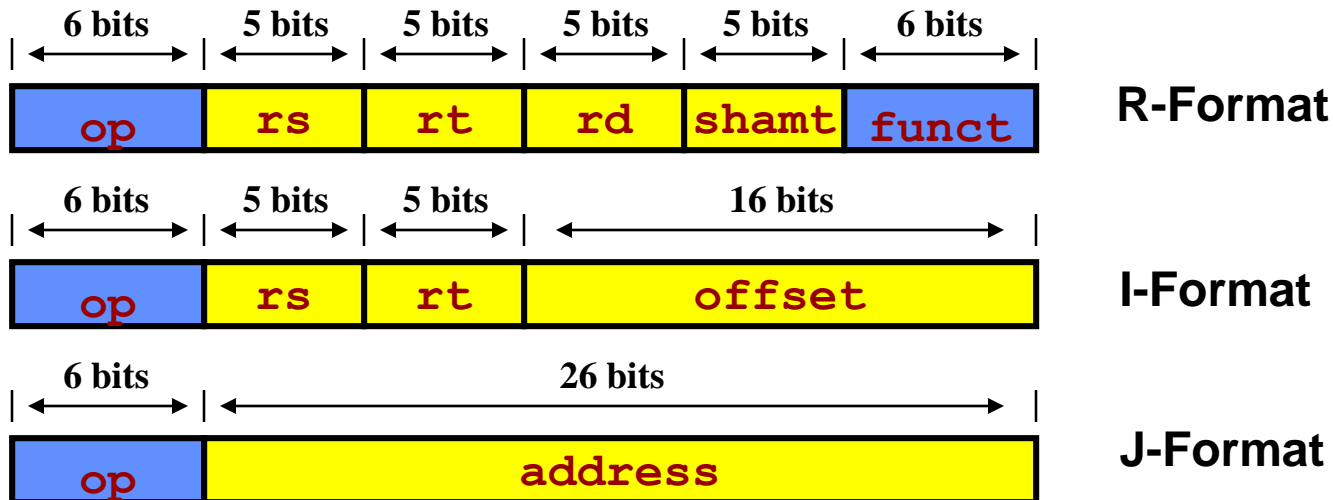 6 bits 5 bits 5 bits 5 bits 5 bits 6 bits
op rs rt rd shamt funct R-Format
6 bits 5 bits 5 bits 16 bits
op rs rt offset I-Format
6 bits 26 bits
op address J-Format